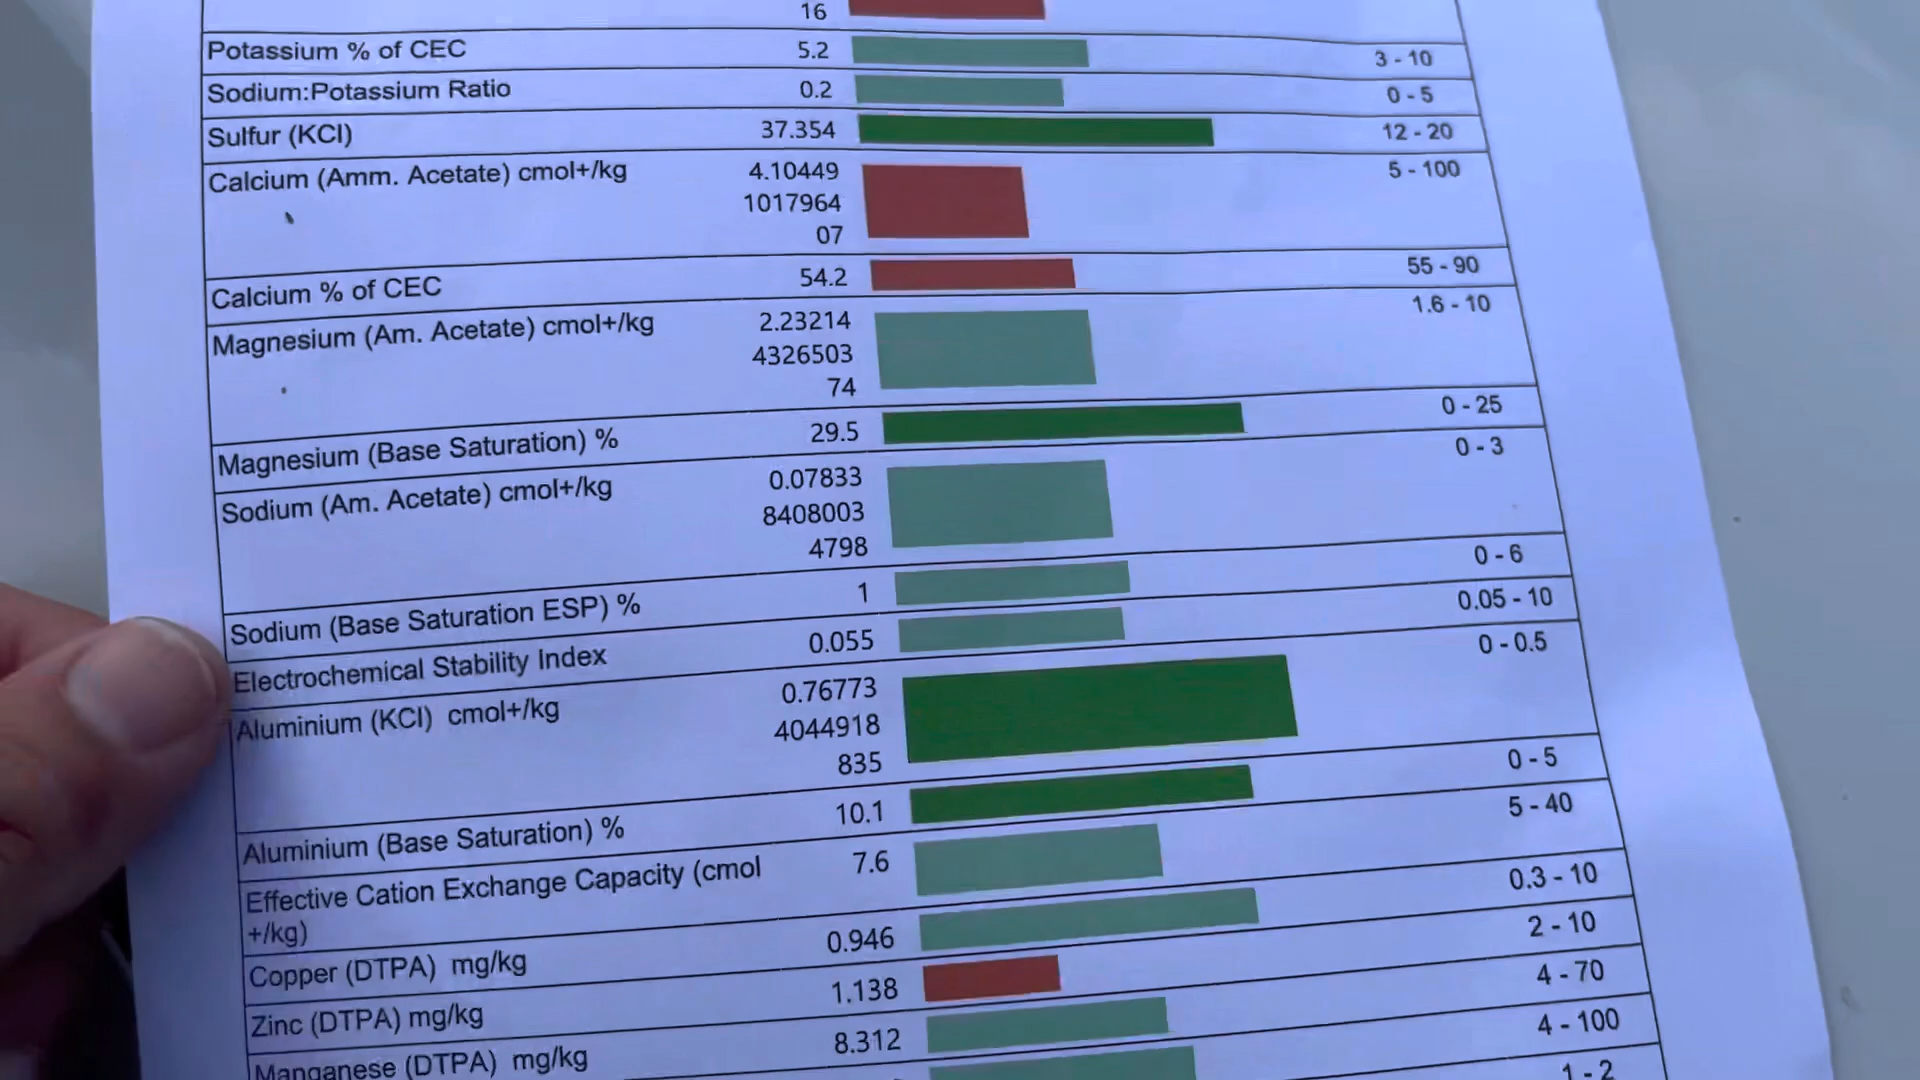 16
Potassium % of CEC 5.2 3 - 10
Sodium:Potassium Ratio 0.2 0 - 5
Sulfur (KCl) 37.354 12 - 20
Calcium (Amm. Acetate) cmol+/kg 4.10449 5 - 100
1017964
07
Calcium % of CEC 54.2 55 - 90
Magnesium (Am. Acetate) cmol+/kg 2.23214 1.6 - 10
4326503
74
Magnesium (Base Saturation) % 29.5 0 - 25
Sodium (Am. Acetate) cmol+/kg 0.07833 0 - 3
8408003
4798
Sodium (Base Saturation ESP) % 1 0 - 6
Electrochemical Stability Index 0.055 0.05 - 10
Aluminium (KCl) cmol+/kg 0.76773 0 - 0.5
4044918
835
Aluminium (Base Saturation) % 10.1 0 - 5
Effective Cation Exchange Capacity (cmol 7.6 5 - 40
+/kg)
Copper (DTPA) mg/kg 0.946 0.3 - 10
Zinc (DTPA) mg/kg 1.138 2 - 10
Manganese (DTPA) mg/kg 8.312 4 - 70
4 - 100
1 - 2